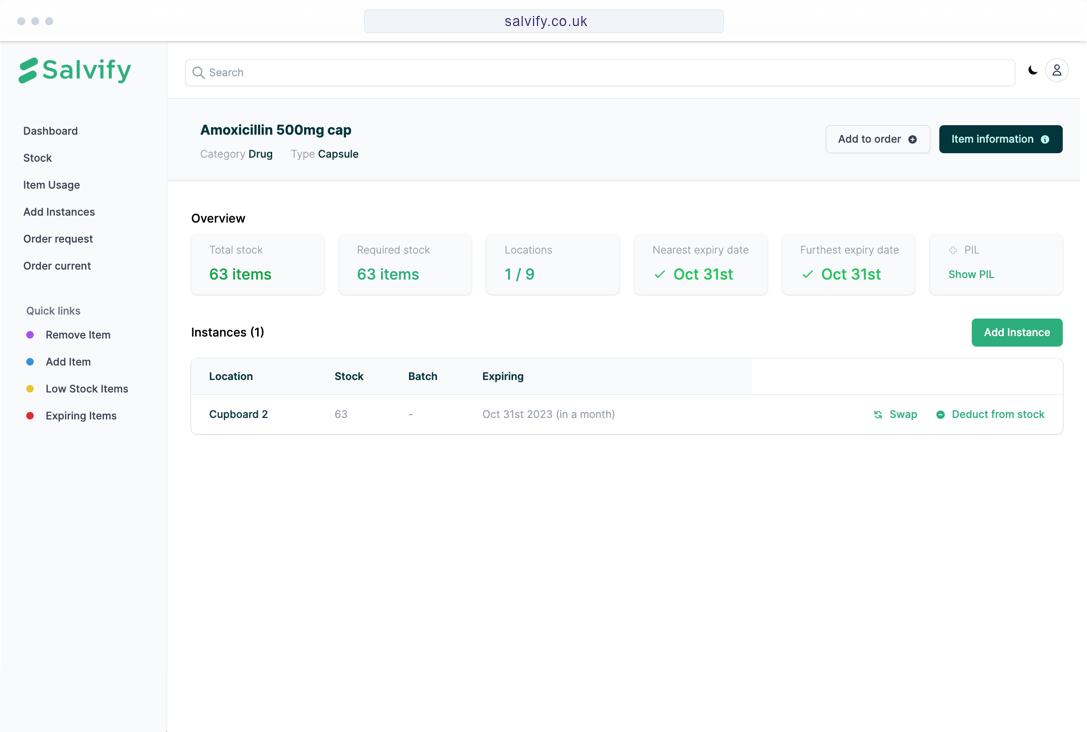 salvify.co.uk
Salvify
Search
Dashboard
Stock
Item Usage
Add Instances
Order request
Order current
Quick links
Remove Item
Add Item
Low Stock Items
Expiring Items
Amoxicillin 500mg cap
Category Drug Type Capsule
Add to order
Item information
Overview
Total stock
63 items
Required stock
63 items
Locations
1 / 9
Nearest expiry date
Oct 31st
Furthest expiry date
Oct 31st
PIL
Show PIL
Instances (1)
Add Instance
Location Stock Batch Expiring
Cupboard 2 63 - Oct 31st 2023 (in a month) Swap Deduct from stock